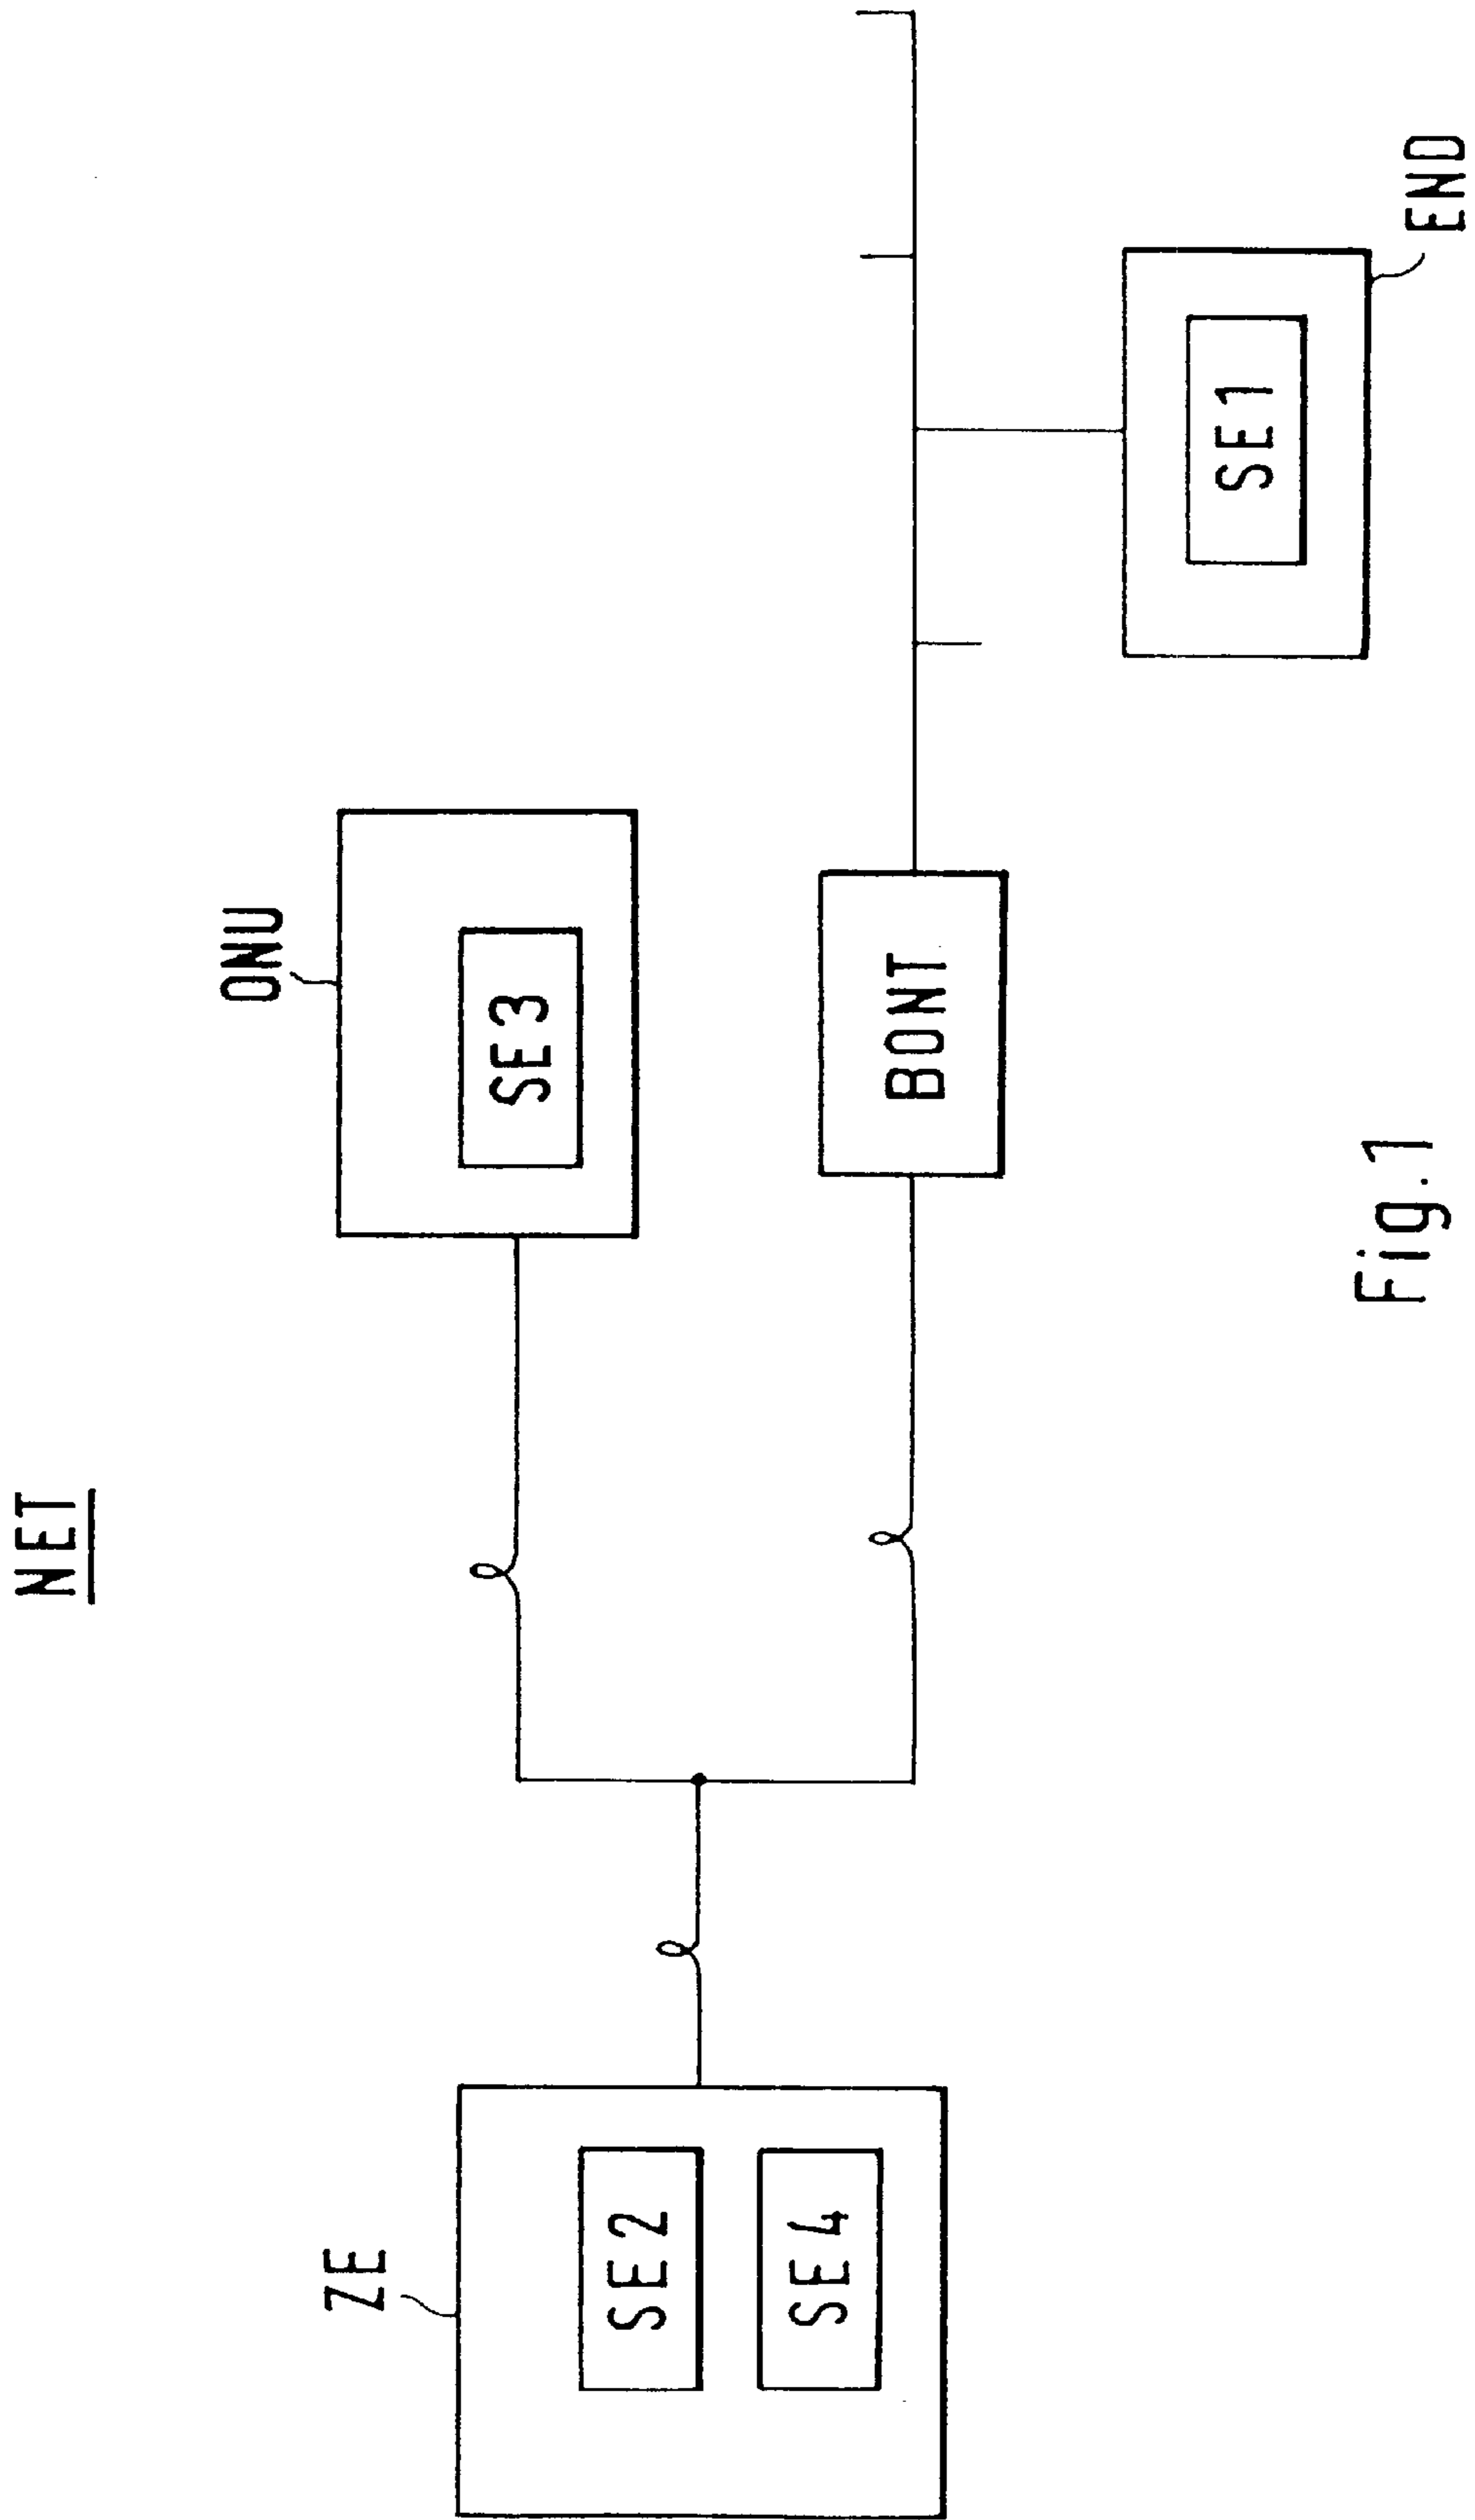 NET
ZE
SE2
SE4
ONU
SE3
BONT
SE1
END
Fig.1